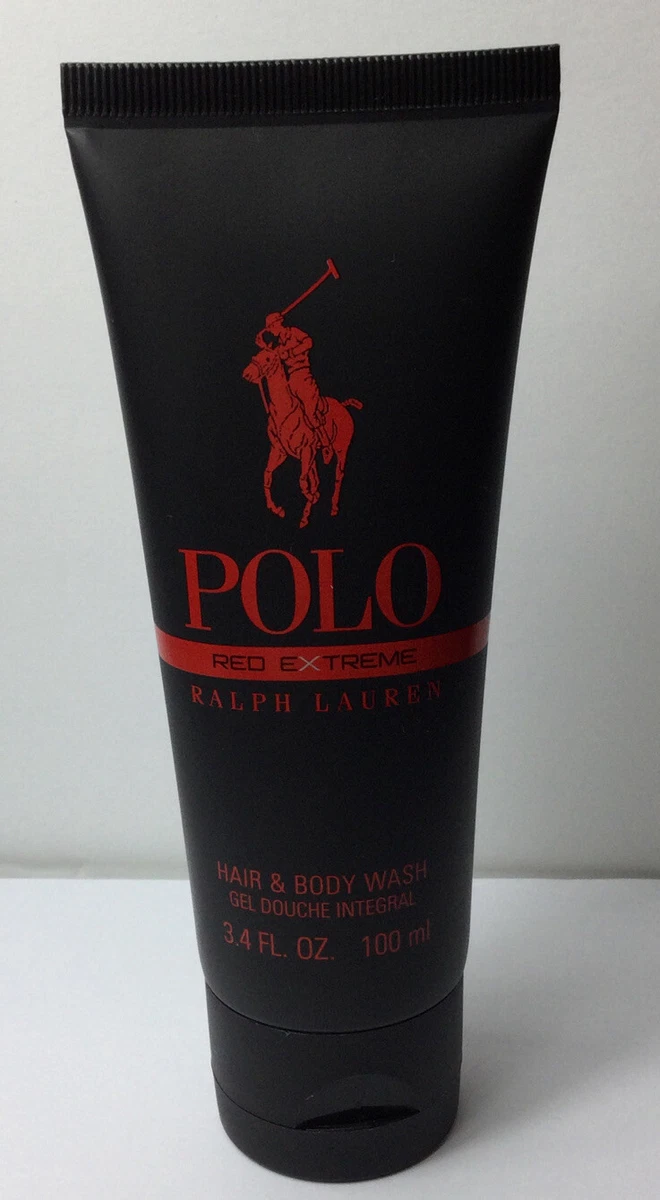 POLO
RED EXTREME
RALPH LAUREN
HAIR & BODY WASH
GEL DOUCHE INTEGRAL
3.4 FL. OZ. 100 ml